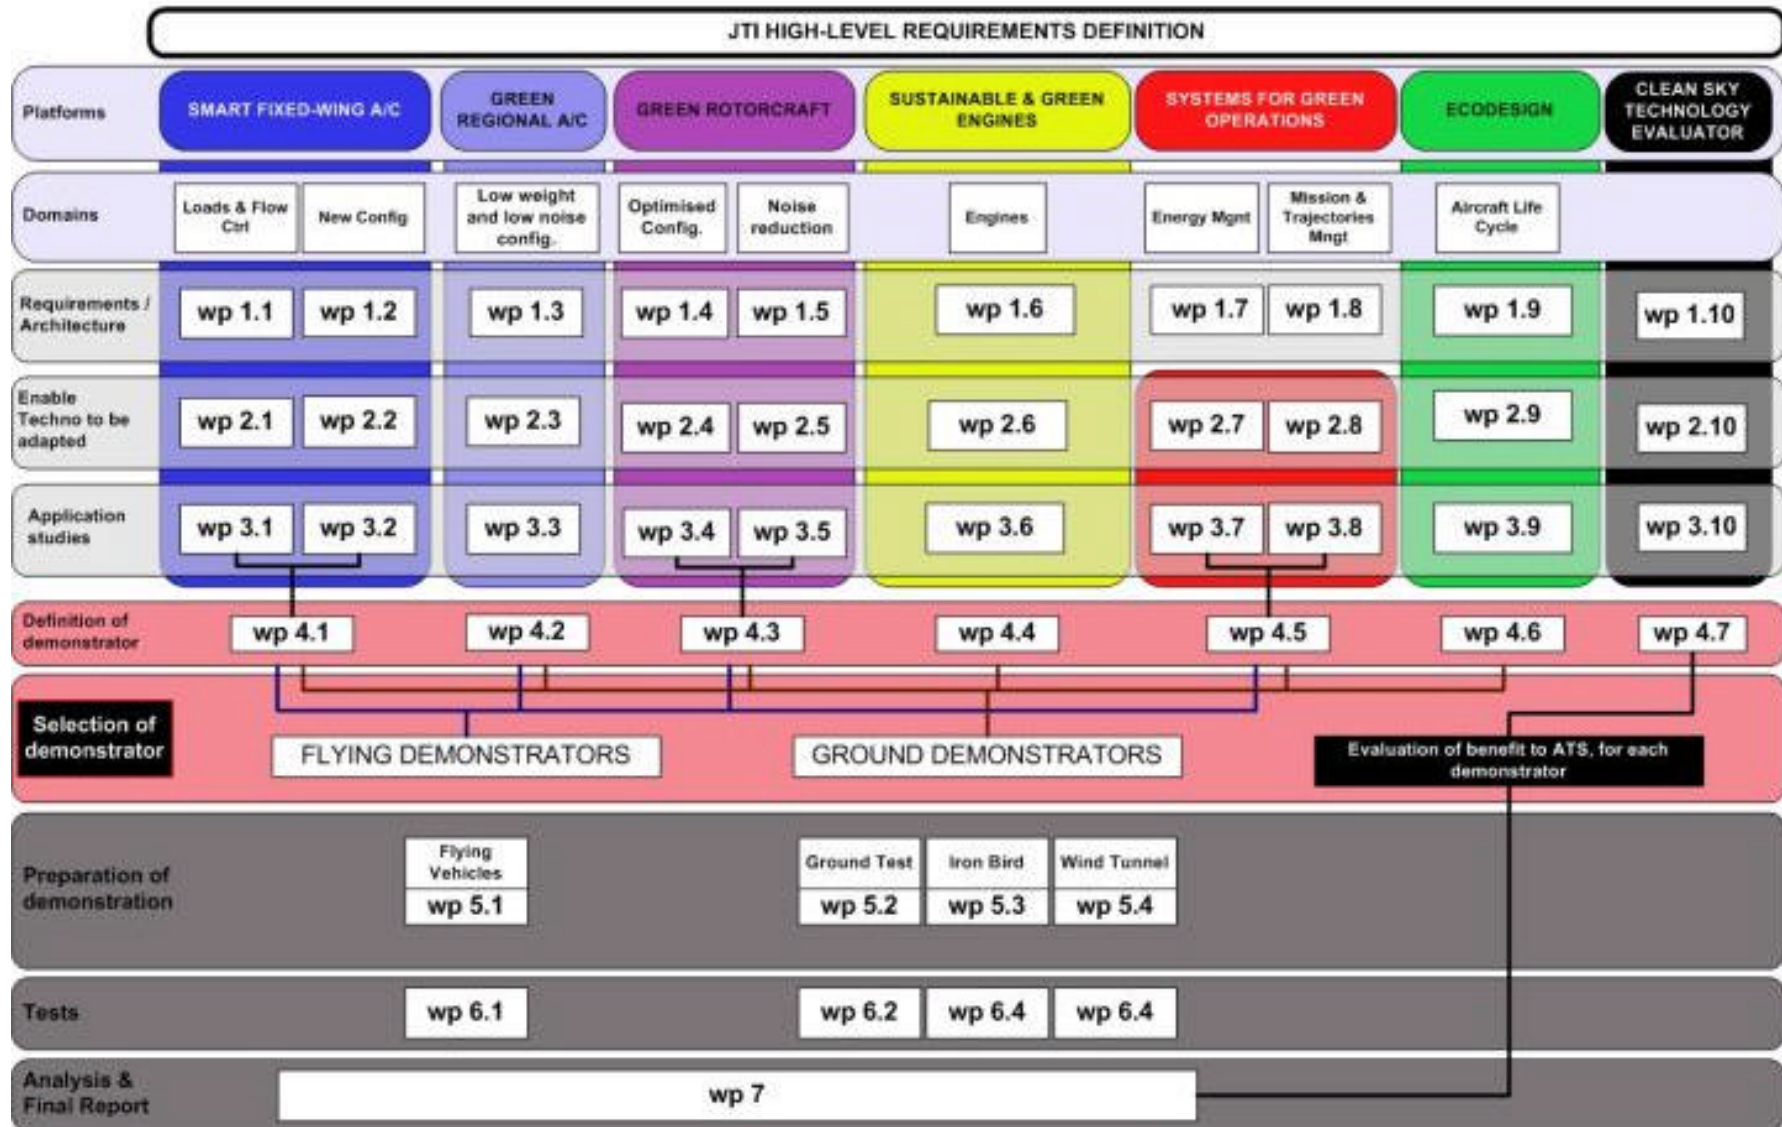 JTI HIGH-LEVEL REQUIREMENTS DEFINITION
Platforms
SMART FIXED-WING A/C
GREEN
REGIONAL A/C
GREEN ROTORCRAFT
SUSTAINABLE & GREEN
ENGINES
SYSTEMS FOR GREEN
OPERATIONS
ECODESIGN
CLEAN SKY
TECHNOLOGY
EVALUATOR
Domains
Loads & Flow
Ctrl
New Config
Low weight
and low noise
config.
Optimised
Config.
Noise
reduction
Engines
Energy Mgnt
Mission &
Trajectories
Mngt
Aircraft Life
Cycle
Requirements /
Architecture
wp 1.1
wp 1.2
wp 1.3
wp 1.4
wp 1.5
wp 1.6
wp 1.7
wp 1.8
wp 1.9
wp 1.10
Enable
Techno to be
adapted
wp 2.1
wp 2.2
wp 2.3
wp 2.4
wp 2.5
wp 2.6
wp 2.7
wp 2.8
wp 2.9
wp 2.10
Application
studies
wp 3.1
wp 3.2
wp 3.3
wp 3.4
wp 3.5
wp 3.6
wp 3.7
wp 3.8
wp 3.9
wp 3.10
Definition of
demonstrator
wp 4.1
wp 4.2
wp 4.3
wp 4.4
wp 4.5
wp 4.6
wp 4.7
Selection of
demonstrator
FLYING DEMONSTRATORS
GROUND DEMONSTRATORS
Evaluation of benefit to ATS, for each
demonstrator
Preparation of
demonstration
Flying
Vehicles
wp 5.1
Ground Test
wp 5.2
Iron Bird
wp 5.3
Wind Tunnel
wp 5.4
Tests
wp 6.1
wp 6.2
wp 6.4
wp 6.4
Analysis &
Final Report
wp 7